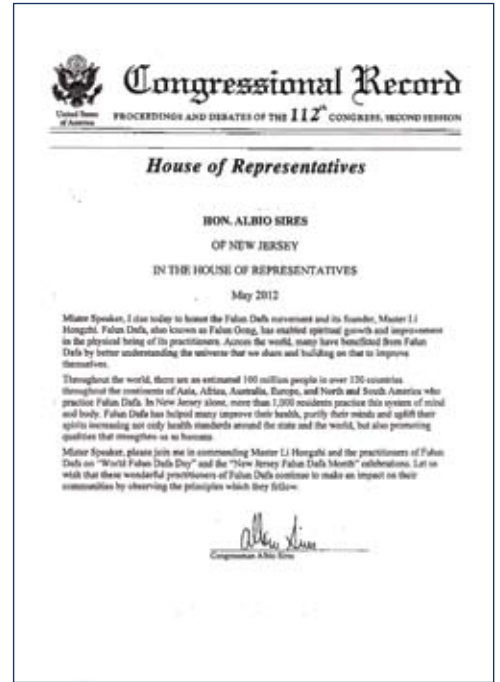 Congressional Record
United States
of America
PROCEEDINGS AND DEBATES OF THE 112th CONGRESS, SECOND SESSION
House of Representatives
HON. ALBIO SIRES
OF NEW JERSEY
IN THE HOUSE OF REPRESENTATIVES
May 2012
Mister Speaker, I rise today to honor the Falun Dafa movement and its founder, Master Li
Hongzhi. Falun Dafa, also known as Falun Gong, has enabled spiritual growth and improvement
in the physical being of its practitioners. Across the world, many have benefited from Falun
Dafa by better understanding the universe that we share and building on that to improve
themselves.
Throughout the world, there are an estimated 100 million people in over 120 countries
throughout the continents of Asia, Africa, Australia, Europe, and North and South America who
practice Falun Dafa. In New Jersey alone, more than 1,000 residents practice this system of mind
and body. Falun Dafa has helped many improve their health, purify their minds and uplift their
spirits increasing not only health standards around the state and the world, but also promoting
qualities that strengthen us as humans.
Mister Speaker, please join me in commending Master Li Hongzhi and the practitioners of Falun
Dafa on "World Falun Dafa Day" and the "New Jersey Falun Dafa Month" celebrations. Let us
wish that these wonderful practitioners of Falun Dafa continue to make an impact on their
communities by observing the principles which they follow.
Albio Sires
Congressman Albio Sires